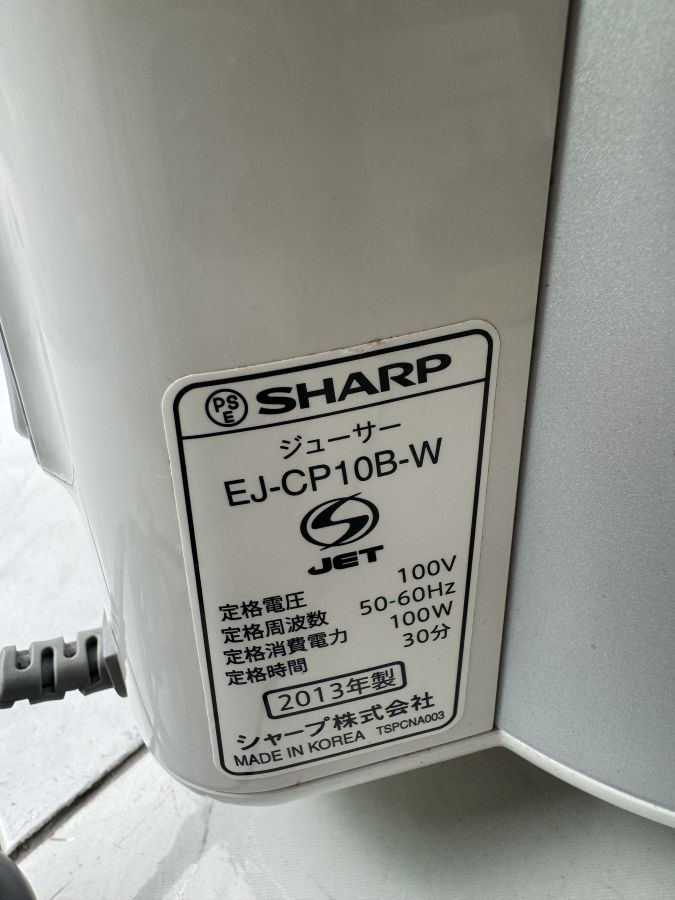 PSE SHARP
ジューサー
EJ-CP10B-W
S JET
定格電圧 100V
定格周波数 50-60Hz
定格消費電力 100W
定格時間 30分
2013年製
シャープ株式会社
MADE IN KOREA TSPCNA003